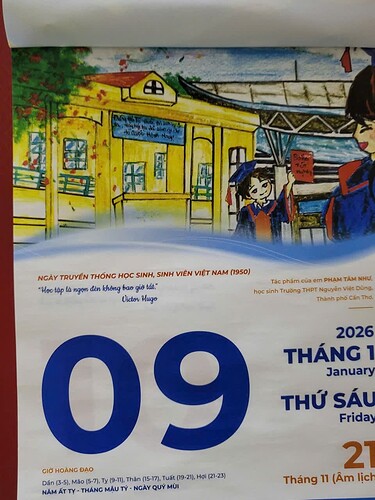 NGÀY TRUYỀN THỐNG HỌC SINH, SINH VIÊN VIỆT NAM (1950)
"Học tập là ngọn đèn không bao giờ tắt."
Victor Hugo
Tác phẩm của em PHẠM TÂM NHƯ,
học sinh Trường THPT Nguyễn Việt Dũng,
Thành phố Cần Thơ.
09
2026
THÁNG 1
January
THỨ SÁU
Friday
21
Tháng 11 (Âm lịch
GIỜ HOÀNG ĐẠO
Dần (3-5), Mão (5-7), Tỵ (9-11), Thân (15-17), Tuất (19-21), Hợi (21-23)
NĂM ẤT TỴ - THÁNG MẬU TÝ - NGÀY QUÝ MÙI